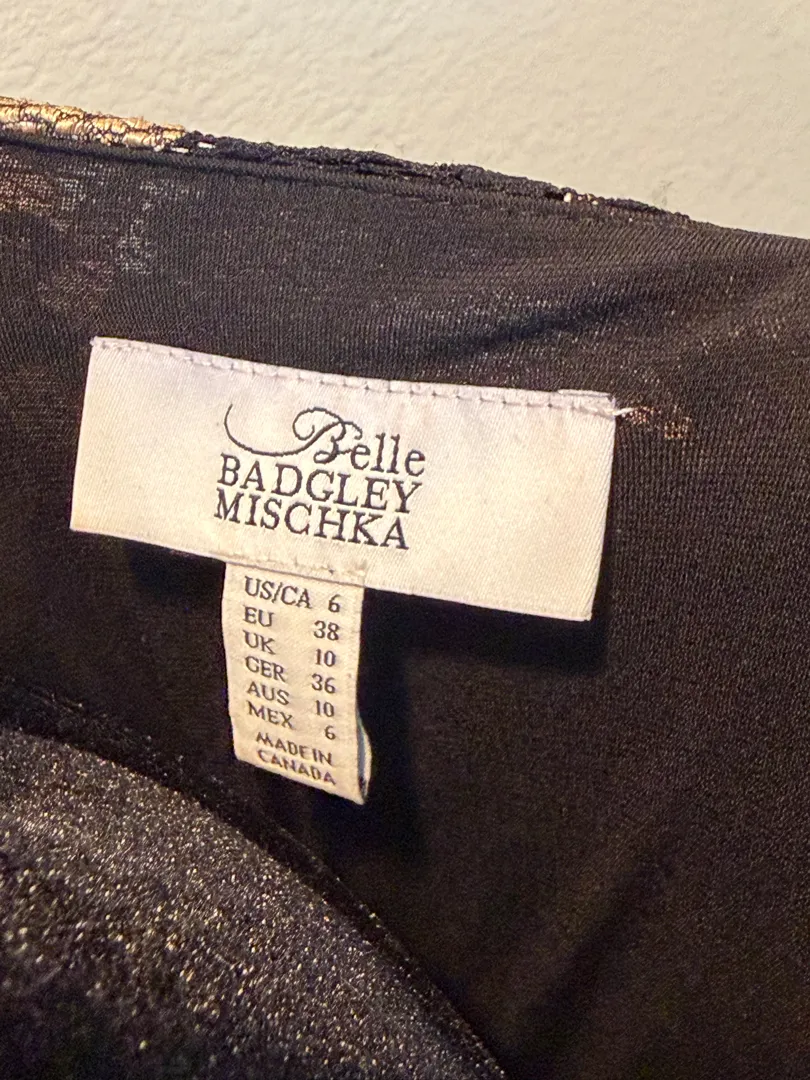 Belle
BADGLEY
MISCHKA
US/CA 6
EU 38
UK 10
GER 36
AUS 10
MEX 6
MADE IN
CANADA